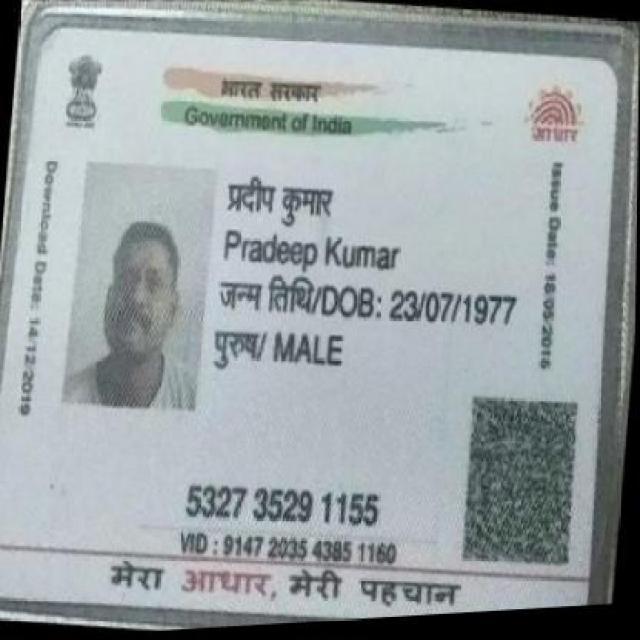 भारत सरकार
Government of India
आधार
Download Date: 14/12/2019
प्रदीप कुमार
Pradeep Kumar
जन्म तिथि/DOB: 23/07/1977
पुरुष/ MALE
Issue Date: 18/05/2015
5327 3529 1155
VID : 9147 2035 4385 1160
मेरा आधार, मेरी पहचान